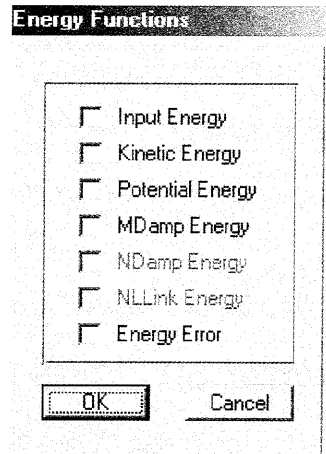 Energy Functions
Input Energy
Kinetic Energy
Potential Energy
MDamp Energy
NDamp Energy
NLLink Energy
Energy Error
OK
Cancel